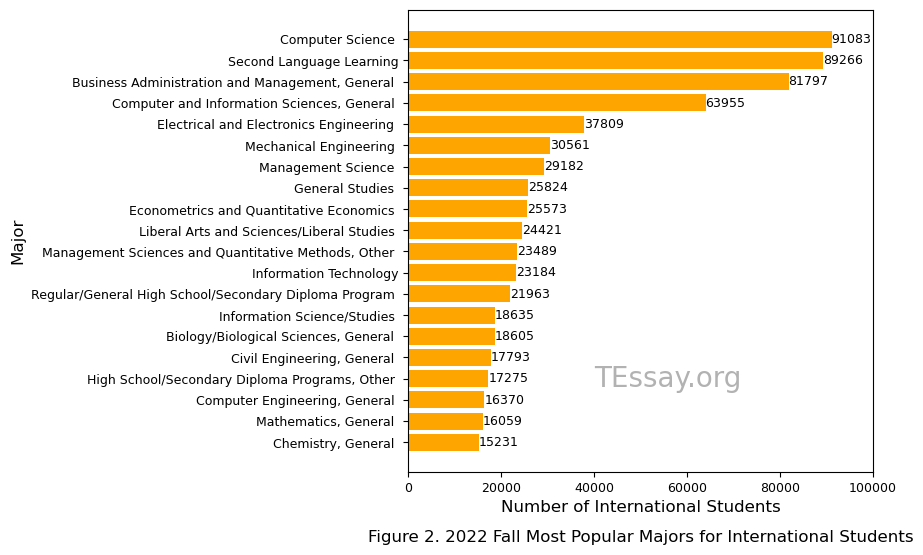 Major
Computer Science 91083
Second Language Learning 89266
Business Administration and Management, General 81797
Computer and Information Sciences, General 63955
Electrical and Electronics Engineering 37809
Mechanical Engineering 30561
Management Science 29182
General Studies 25824
Econometrics and Quantitative Economics 25573
Liberal Arts and Sciences/Liberal Studies 24421
Management Sciences and Quantitative Methods, Other 23489
Information Technology 23184
Regular/General High School/Secondary Diploma Program 21963
Information Science/Studies 18635
Biology/Biological Sciences, General 18605
Civil Engineering, General 17793
High School/Secondary Diploma Programs, Other 17275
TEssay.org
Computer Engineering, General 16370
Mathematics, General 16059
Chemistry, General 15231
0 20000 40000 60000 80000 100000
Number of International Students
Figure 2. 2022 Fall Most Popular Majors for International Students